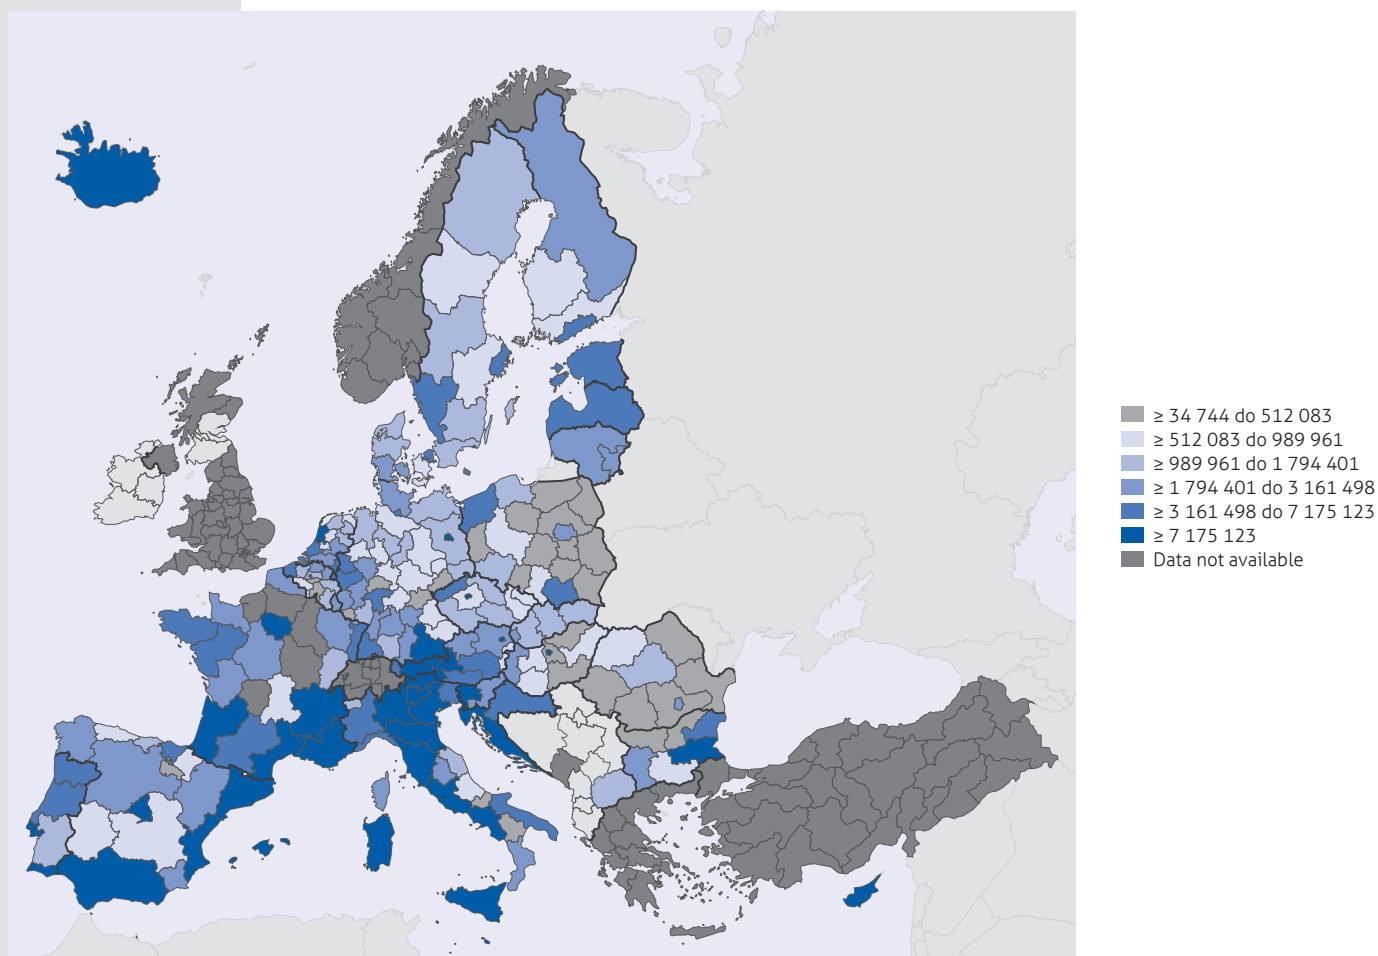 ≥ 34 744 do 512 083
≥ 512 083 do 989 961
≥ 989 961 do 1 794 401
≥ 1 794 401 do 3 161 498
≥ 3 161 498 do 7 175 123
≥ 7 175 123
Data not available